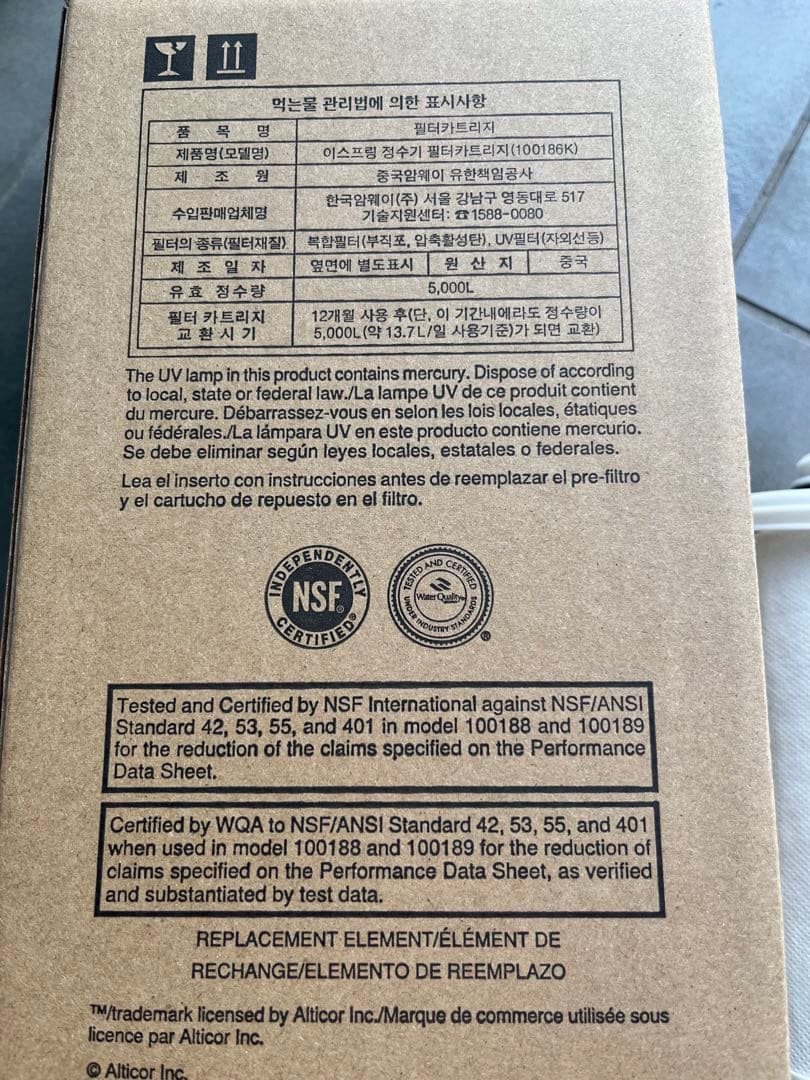 먹는물 관리법에 의한 표시사항
품 목 명 필터카트리지
제품명(모델명) 이스프링 정수기 필터카트리지(100186K)
제 조 원 중국암웨이 유한책임공사
수입판매업체명 한국암웨이(주) 서울 강남구 영동대로 517
기술지원센터: ☎1588-0080
필터의 종류(필터재질) 복합필터(부직포, 압축활성탄), UV필터(자외선등)
제 조 일 자 옆면에 별도표시 원 산 지 중국
유 효 정수량 5,000L
필터 카트리지 12개월 사용 후(단, 이 기간내에라도 정수량이
교 환 시 기 5,000L(약 13.7L/일 사용기준)가 되면 교환)
The UV lamp in this product contains mercury. Dispose of according
to local, state or federal law./La lampe UV de ce produit contient
du mercure. Débarrassez-vous en selon les lois locales, étatiques
ou fédérales./La lámpara UV en este producto contiene mercurio.
Se debe eliminar según leyes locales, estatales o federales.
Lea el inserto con instrucciones antes de reemplazar el pre-filtro
y el cartucho de repuesto en el filtro.
INDEPENDENTLY
NSF®
CERTIFIED®
TESTED AND CERTIFIED
Water Quality
UNDER INDUSTRY STANDARDS
®
Tested and Certified by NSF International against NSF/ANSI
Standard 42, 53, 55, and 401 in model 100188 and 100189
for the reduction of the claims specified on the Performance
Data Sheet.
Certified by WQA to NSF/ANSI Standard 42, 53, 55, and 401
when used in model 100188 and 100189 for the reduction of
claims specified on the Performance Data Sheet, as verified
and substantiated by test data.
REPLACEMENT ELEMENT/ÉLÉMENT DE
RECHANGE/ELEMENTO DE REEMPLAZO
™/trademark licensed by Alticor Inc./Marque de commerce utilisée sous
licence par Alticor Inc.
© Alticor Inc.